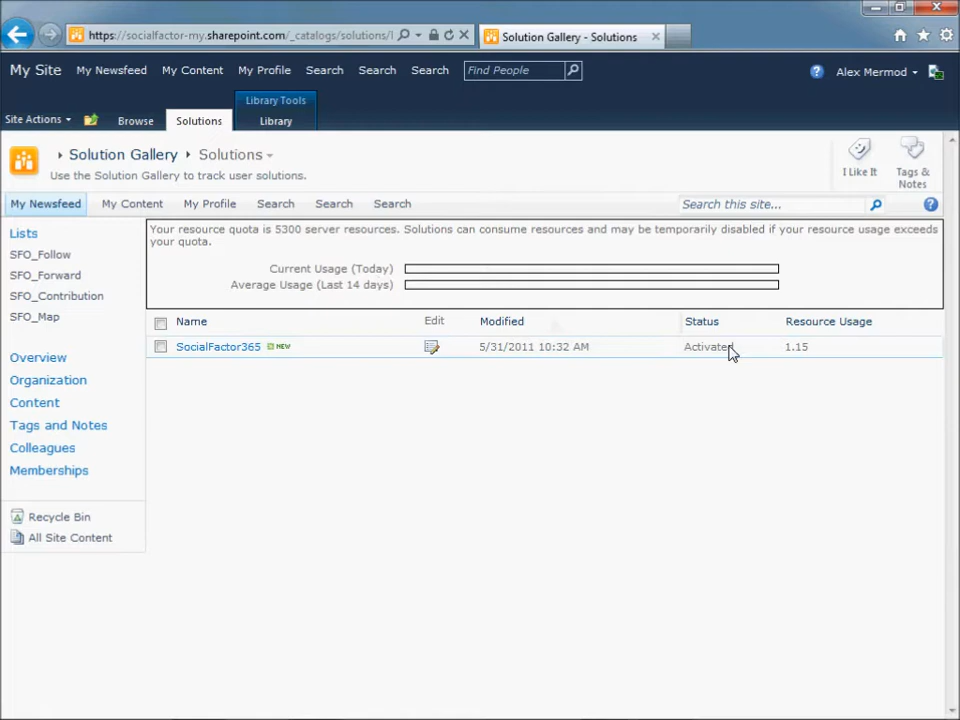 https://socialfactor-my.sharepoint.com/_catalogs/solutions/
Solution Gallery - Solutions
My Site
My Newsfeed
My Content
My Profile
Search
Search
Search
Find People
Alex Mermod
Library Tools
Site Actions
Browse
Solutions
Library
Solution Gallery
Solutions
Use the Solution Gallery to track user solutions.
I Like It
Tags &
Notes
My Newsfeed
My Content
My Profile
Search
Search
Search
Search this site...
Lists
SFO_Follow
SFO_Forward
SFO_Contribution
SFO_Map
Overview
Organization
Content
Tags and Notes
Colleagues
Memberships
Recycle Bin
All Site Content
Your resource quota is 5300 server resources. Solutions can consume resources and may be temporarily disabled if your resource usage exceeds
your quota.
Current Usage (Today)
Average Usage (Last 14 days)
Name Edit Modified Status Resource Usage
SocialFactor365 NEW 5/31/2011 10:32 AM Activated 1.15